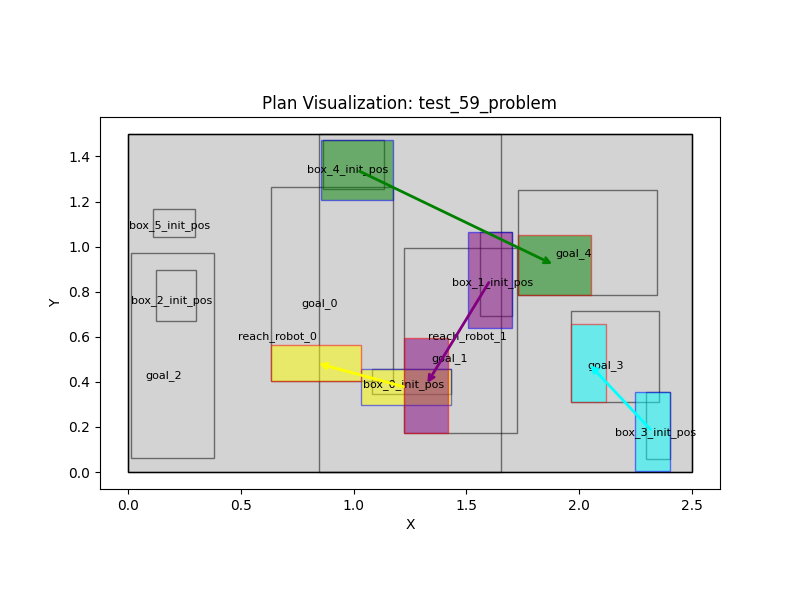 Plan Visualization: test_59_problem
1.4
1.2
1.0
0.8
0.6
0.4
0.2
0.0
Y
box_4_init_pos
box_5_init_pos
goal_4
box_1_init_pos
box_2_init_pos
goal_0
reach_robot_0
reach_robot_1
goal_1
goal_3
goal_2
box_0_init_pos
box_3_init_pos
0.0
0.5
1.0
1.5
2.0
2.5
X